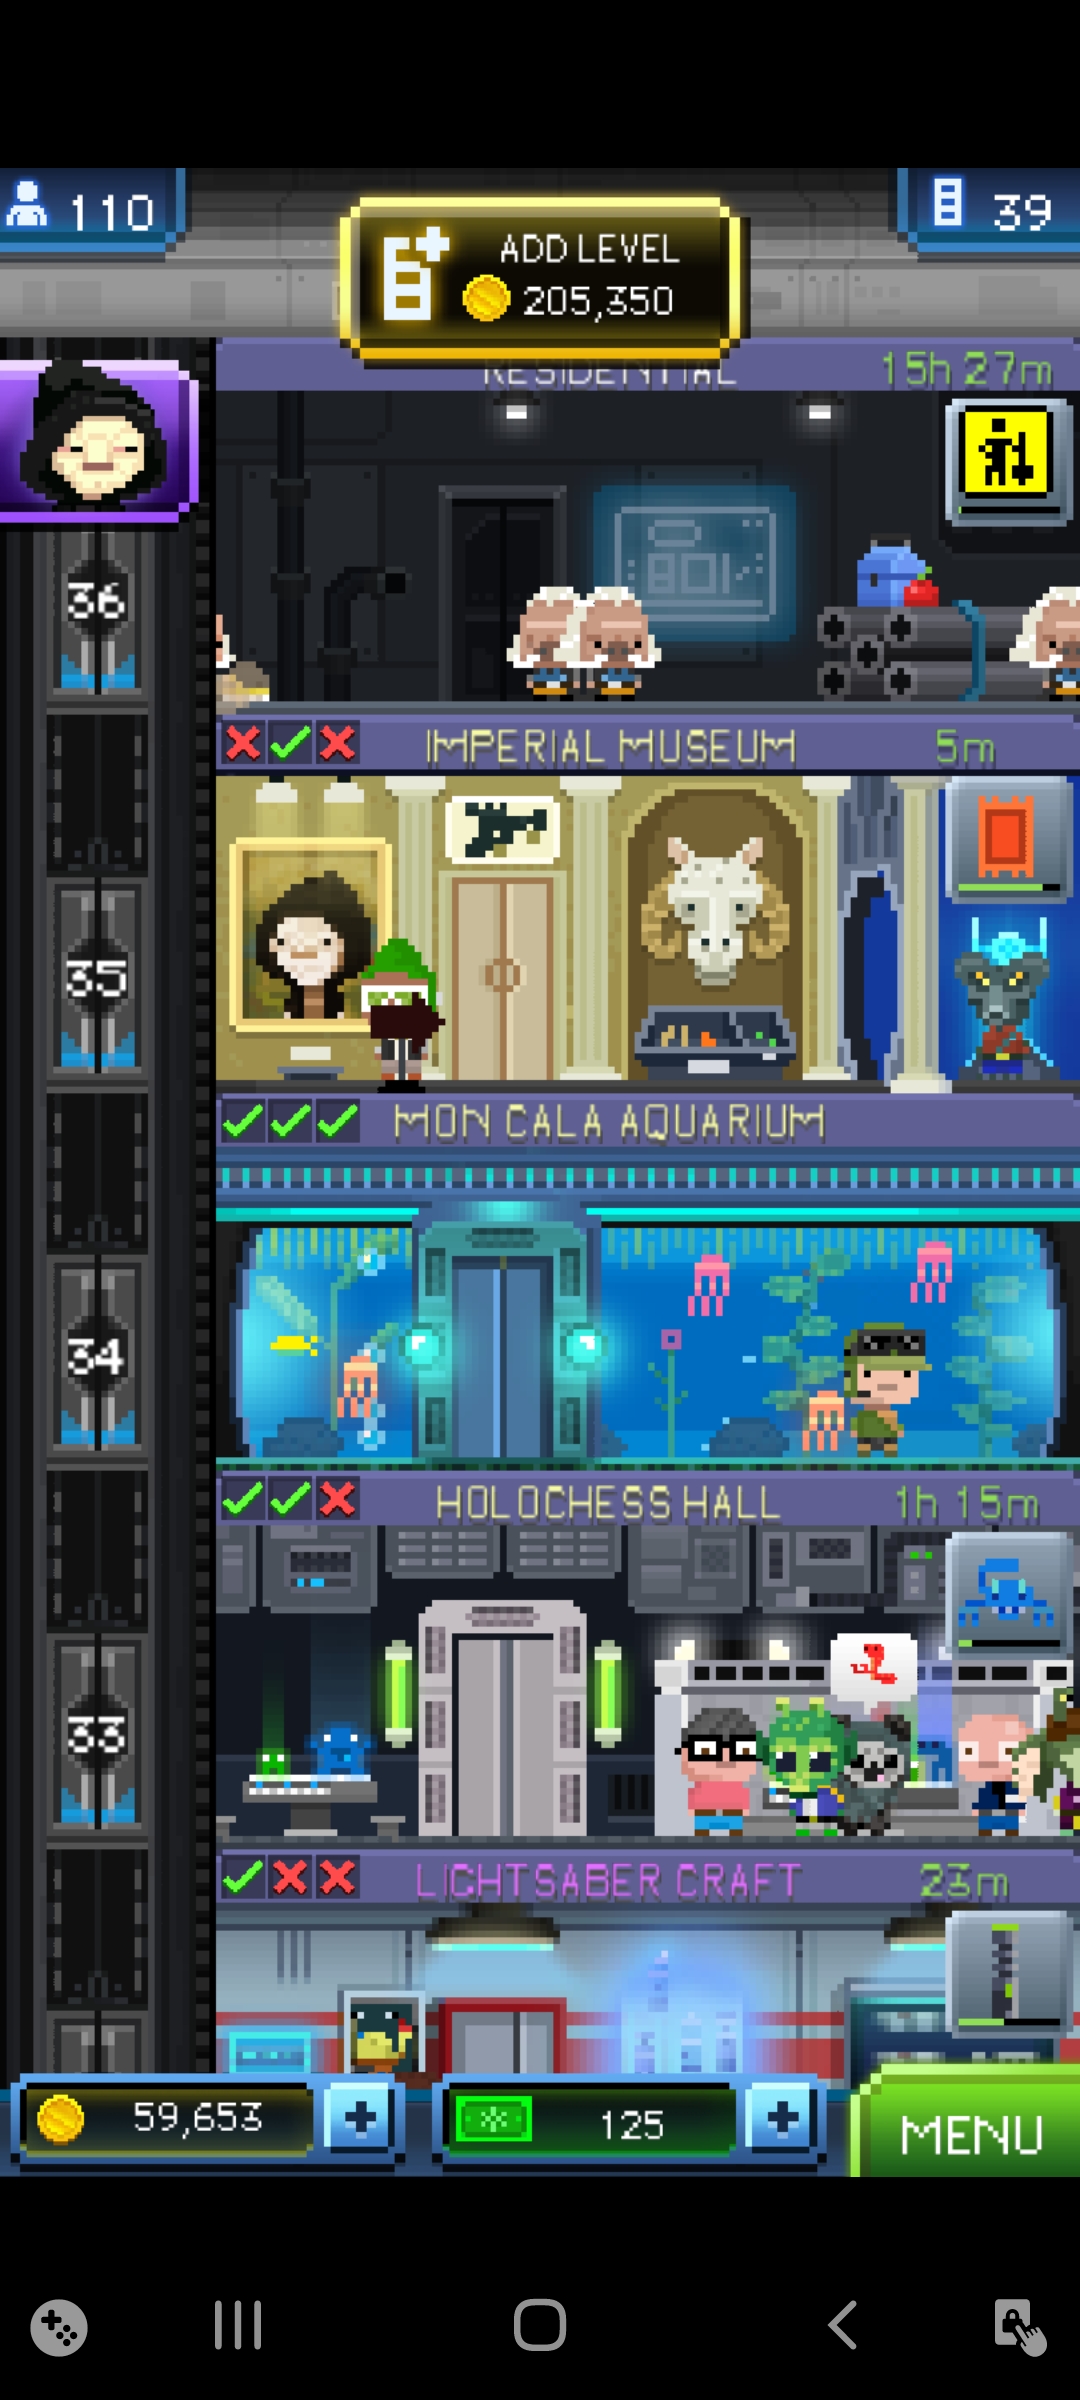 110
ADD LEVEL
205,350
39
RESIDENTIAL
15h 27m
36
IMPERIAL MUSEUM
5m
35
MON CALA AQUARIUM
34
HOLOCHESS HALL
1h 15m
33
LIGHTSABER CRAFT
23m
59,653
125
MENU